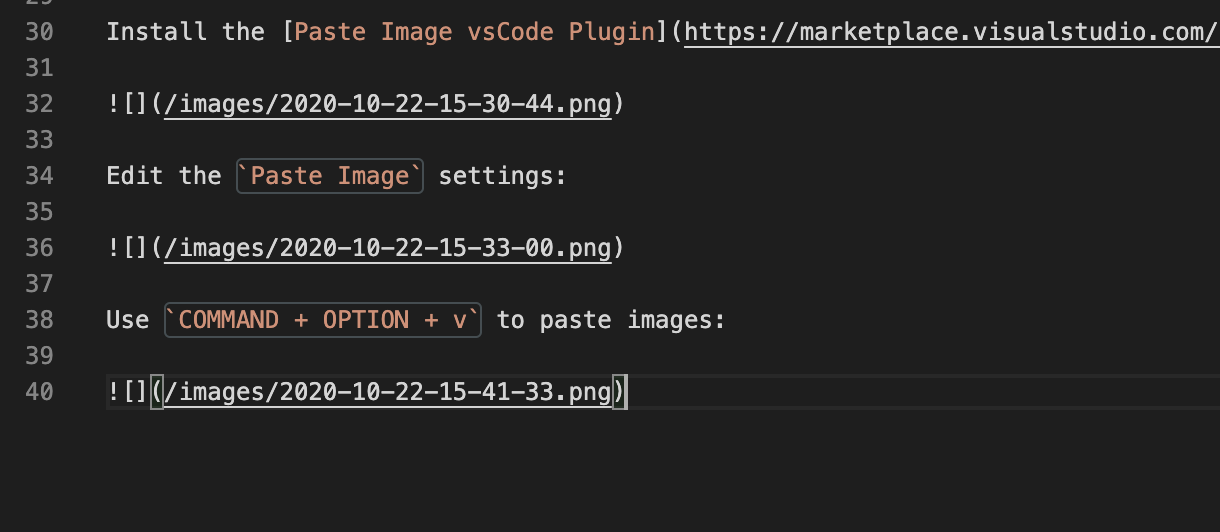 30 Install the [Paste Image vsCode Plugin](https://marketplace.visualstudio.com/
31
32 ![](/images/2020-10-22-15-30-44.png)
33
34 Edit the `Paste Image` settings:
35
36 ![](/images/2020-10-22-15-33-00.png)
37
38 Use `COMMAND + OPTION + v` to paste images:
39
40 ![](/images/2020-10-22-15-41-33.png)